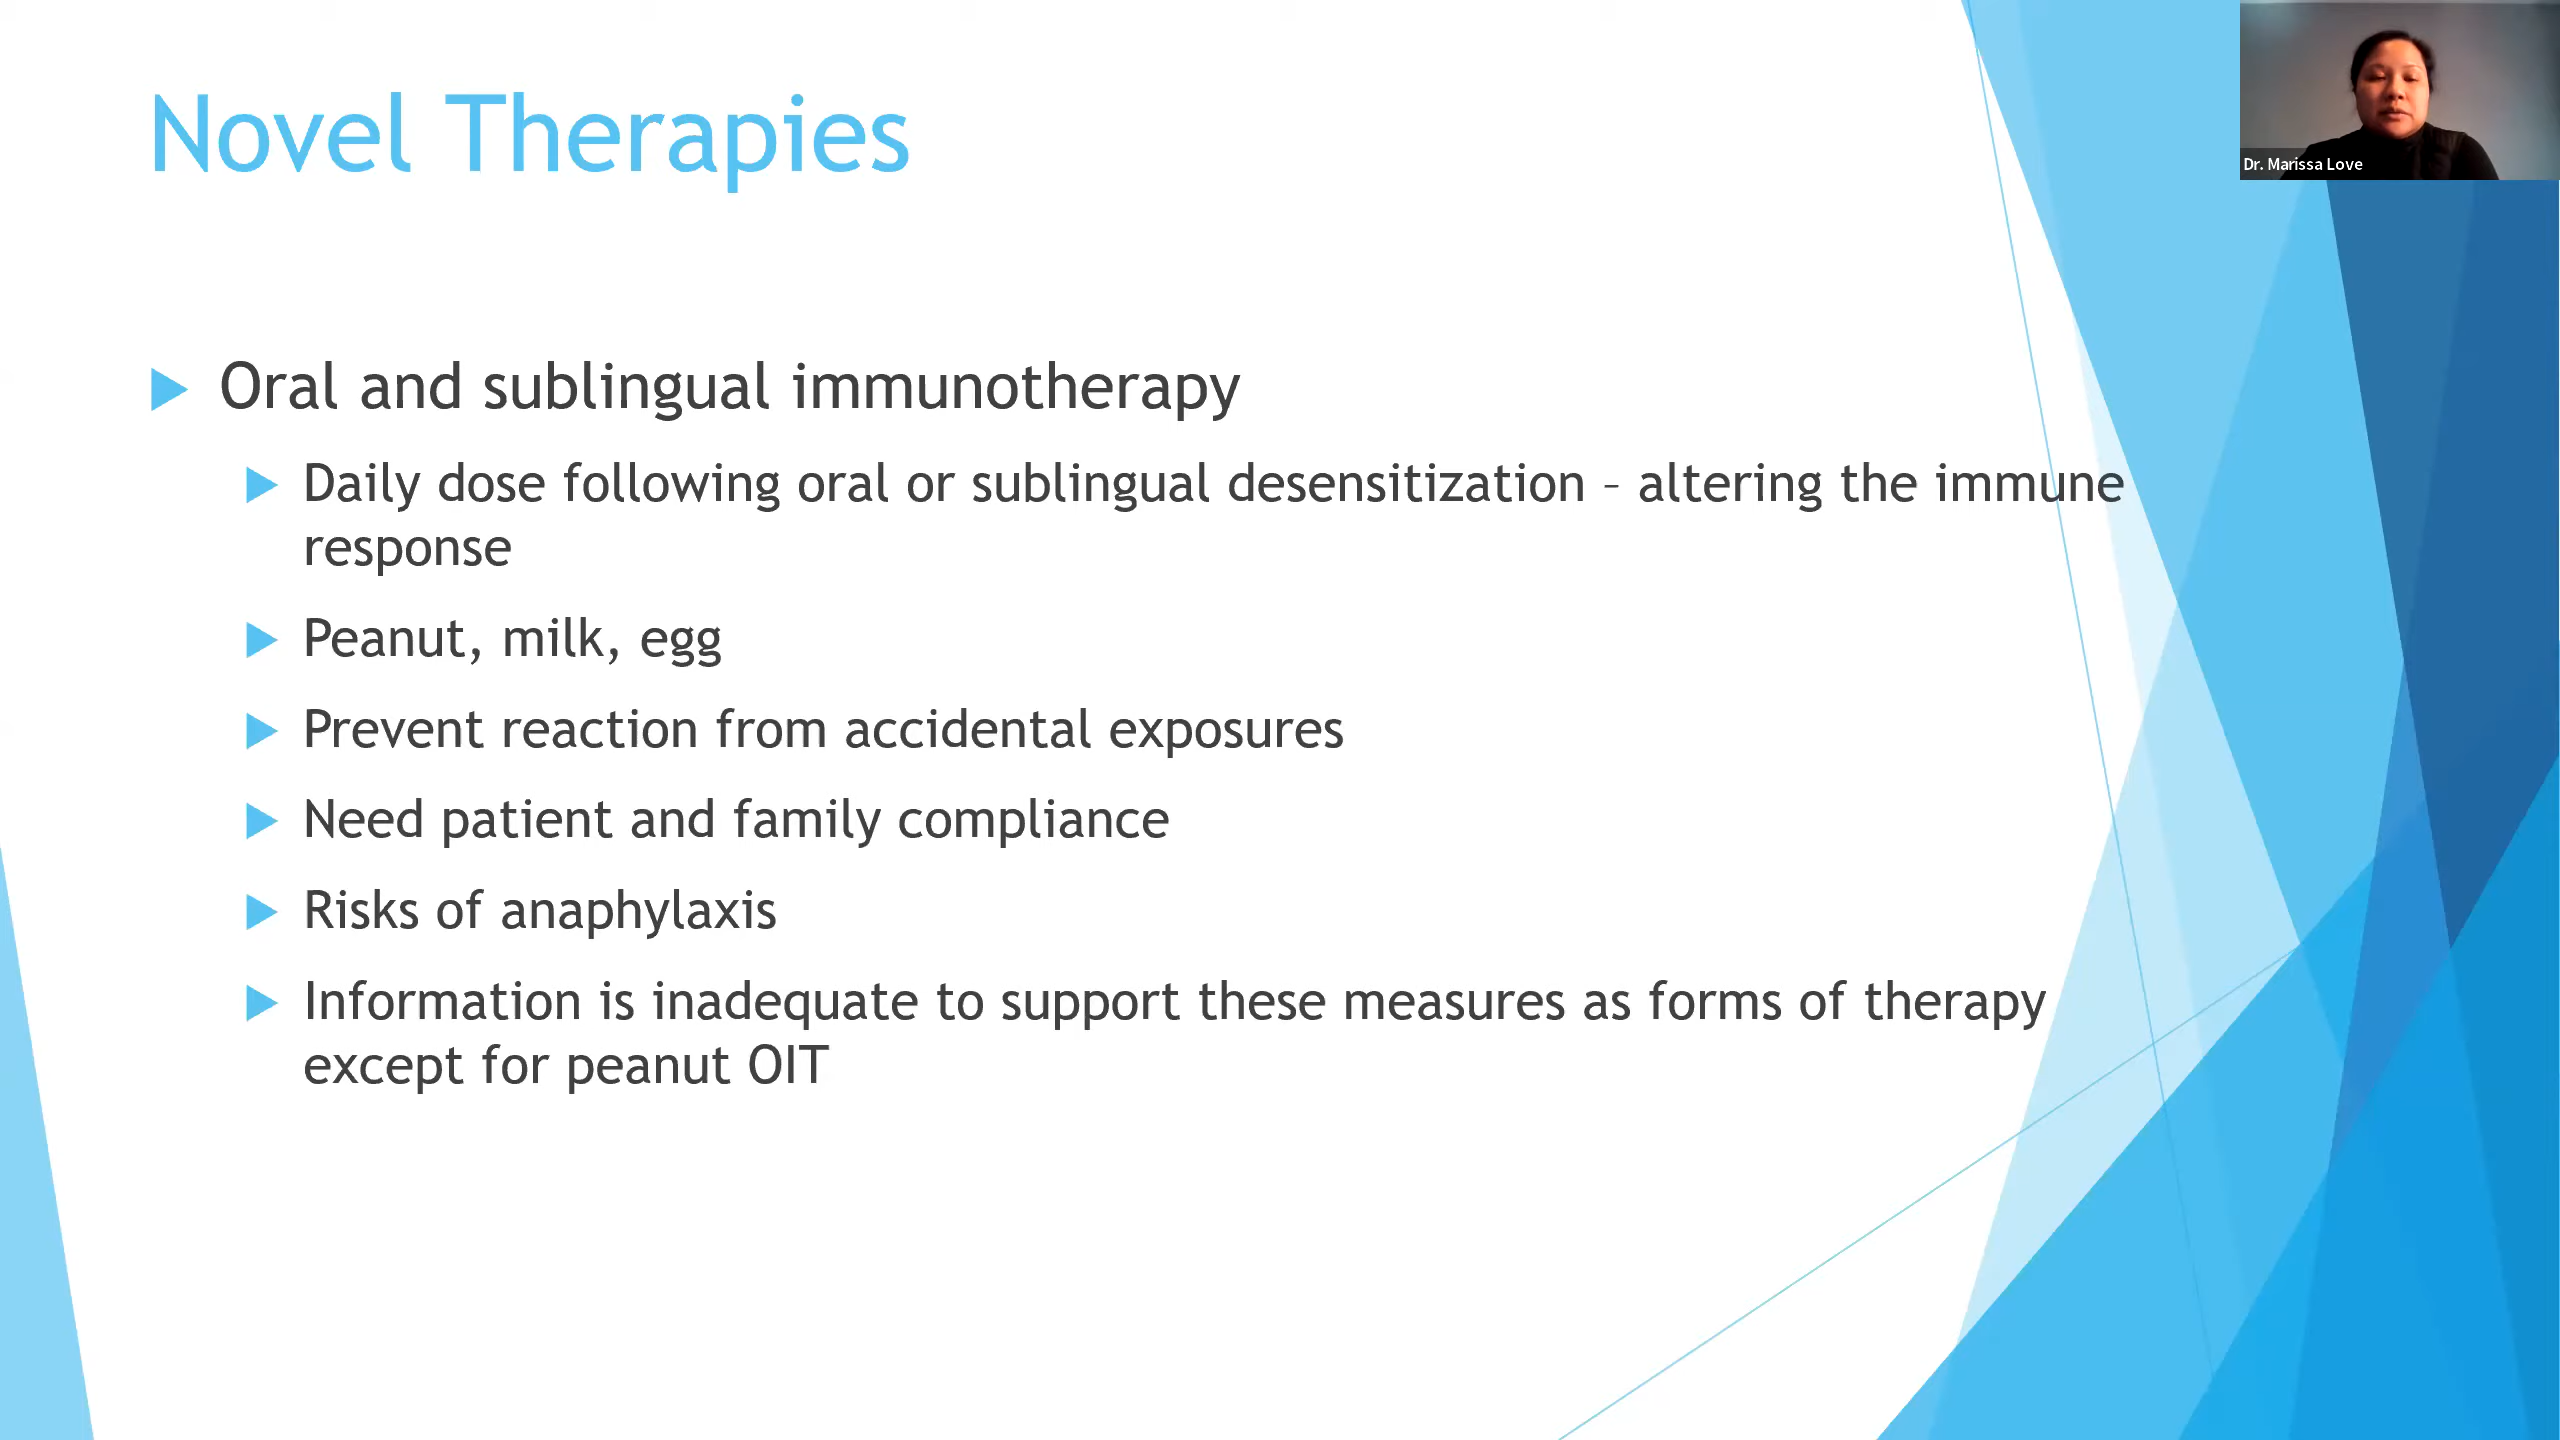 Novel Therapies
Dr. Marissa Love
Oral and sublingual immunotherapy
Daily dose following oral or sublingual desensitization – altering the immune
response
Peanut, milk, egg
Prevent reaction from accidental exposures
Need patient and family compliance
Risks of anaphylaxis
Information is inadequate to support these measures as forms of therapy
except for peanut OIT